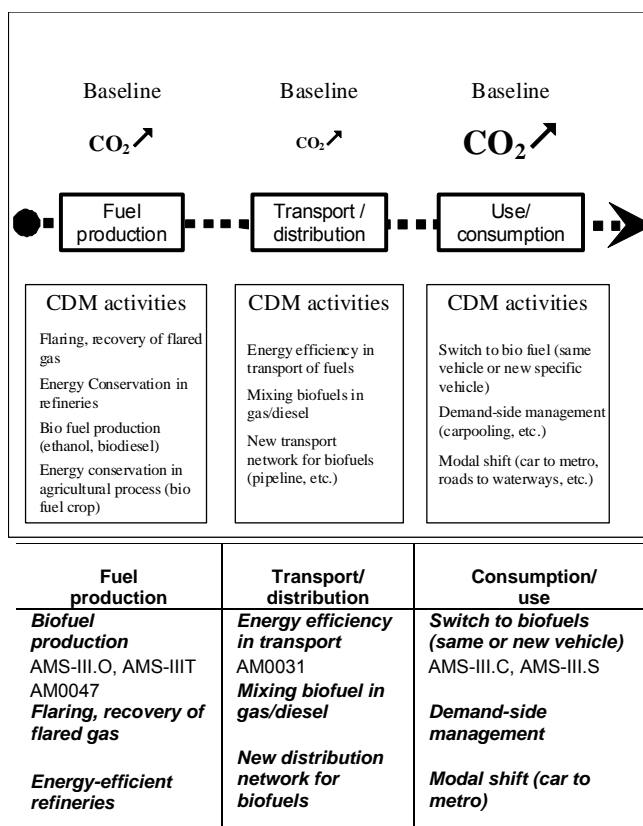 Baseline
Baseline
Baseline
CO2
CO2
CO2
Fuel
production
Transport /
distribution
Use/
consumption
CDM activities
Flaring, recovery of flared
gas
Energy Conservation in
refineries
Bio fuel production
(ethanol, biodiesel)
Energy conservation in
agricultural process (bio
fuel crop)
CDM activities
Energy efficiency in
transport of fuels
Mixing biofuels in
gas/diesel
New transport
network for biofuels
(pipeline, etc.)
CDM activities
Switch to bio fuel (same
vehicle or new specific
vehicle)
Demand-side management
(carpooling, etc.)
Modal shift (car to metro,
roads to waterways, etc.)
Fuel
production
Transport/
distribution
Consumption/
use
Biofuel
production
Energy efficiency
in transport
Switch to biofuels
(same or new vehicle)
AMS-III.O, AMS-IIIT
AM0047
AM0031
AMS-III.C, AMS-III.S
Flaring, recovery of
flared gas
Mixing biofuel in
gas/diesel
Demand-side
management
Energy-efficient
refineries
New distribution
network for
biofuels
Modal shift (car to
metro)